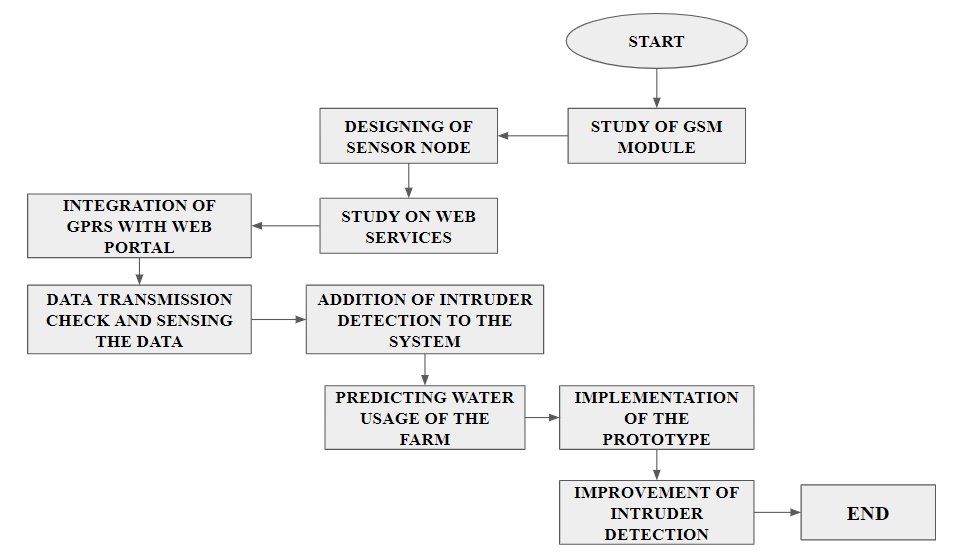 START
STUDY OF GSM
MODULE
DESIGNING OF
SENSOR NODE
STUDY ON WEB
SERVICES
INTEGRATION OF
GPRS WITH WEB
PORTAL
DATA TRANSMISSION
CHECK AND SENSING
THE DATA
ADDITION OF INTRUDER
DETECTION TO THE
SYSTEM
PREDICTING WATER
USAGE OF THE
FARM
IMPLEMENTATION
OF THE
PROTOTYPE
IMPROVEMENT OF
INTRUDER
DETECTION
END